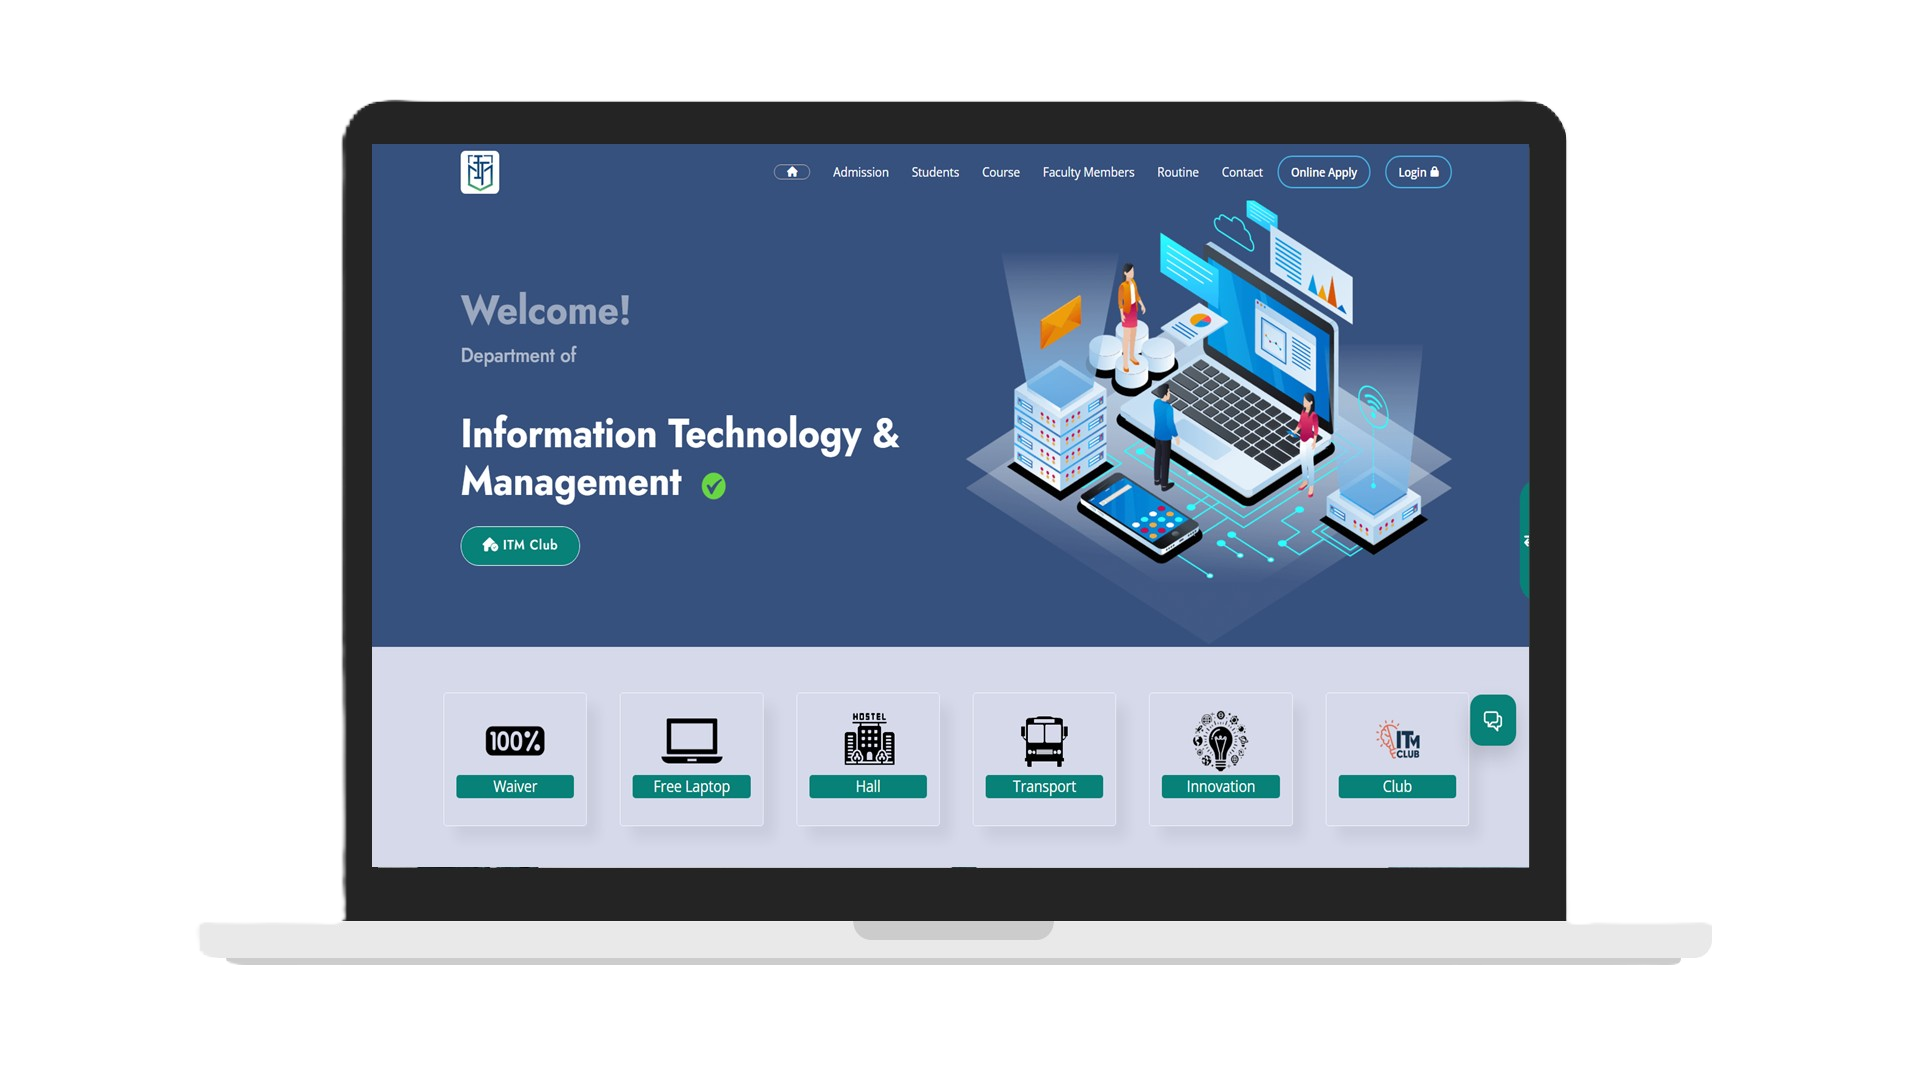 Admission Students Course Faculty Members Routine Contact Online Apply Login
Welcome!
Department of
Information Technology &
Management
ITM Club
HOSTEL
100%
ITM
CLUB
Waiver Free Laptop Hall Transport Innovation Club